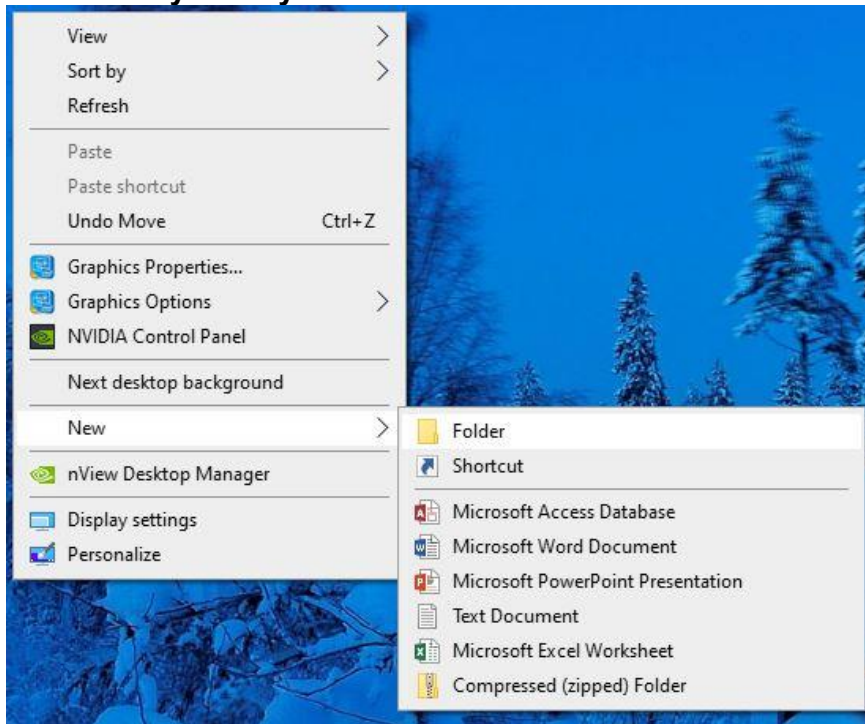 View
Sort by
Refresh
Paste
Paste shortcut
Undo Move Ctrl+Z
Graphics Properties...
Graphics Options
NVIDIA Control Panel
Next desktop background
New
nView Desktop Manager
Display settings
Personalize
Folder
Shortcut
Microsoft Access Database
Microsoft Word Document
Microsoft PowerPoint Presentation
Text Document
Microsoft Excel Worksheet
Compressed (zipped) Folder